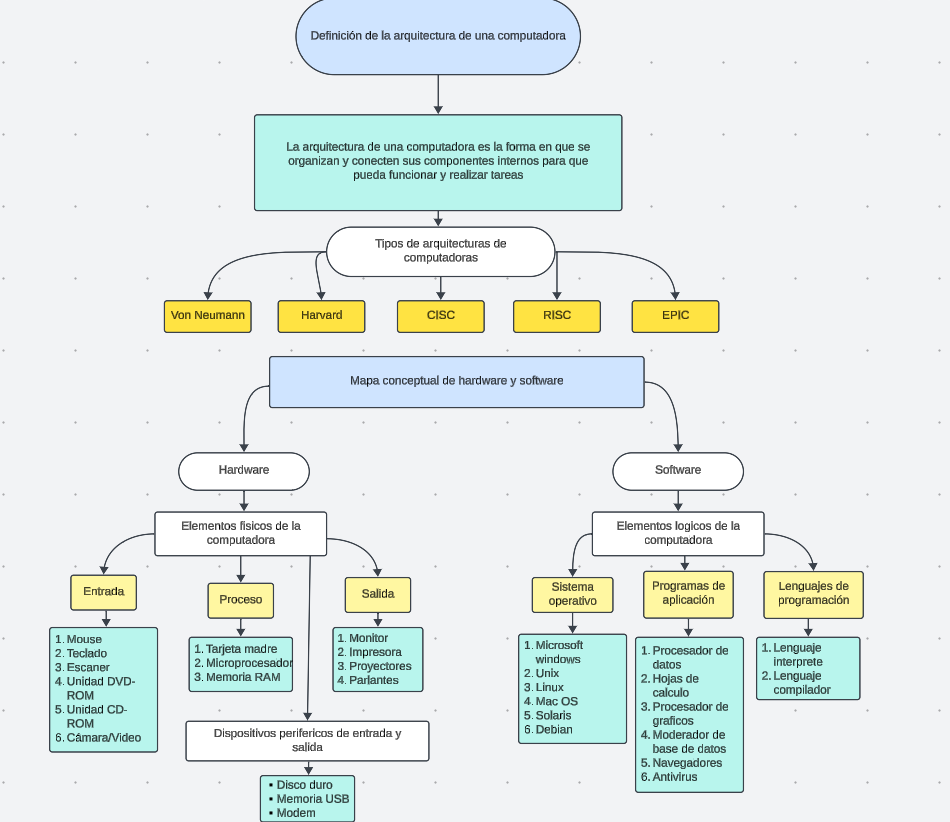 Definición de la arquitectura de una computadora
La arquitectura de una computadora es la forma en que se
organizan y conecten sus componentes internos para que
pueda funcionar y realizar tareas
Tipos de arquitecturas de
computadoras
Von Neumann
Harvard
CISC
RISC
EPIC
Mapa conceptual de hardware y software
Hardware
Software
Elementos fisicos de la
computadora
Elementos logicos de la
computadora
Entrada
Proceso
Salida
Sistema
operativo
Programas de
aplicación
Lenguajes de
programación
1. Mouse
2. Teclado
3. Escaner
4. Unidad DVD-
ROM
5. Unidad CD-
ROM
6. Cámara/Video
1. Tarjeta madre
2. Microprocesador
3. Memoria RAM
1. Monitor
2. Impresora
3. Proyectores
4. Parlantes
1. Microsoft
windows
2. Unix
3. Linux
4. Mac OS
5. Solaris
6. Debian
1. Procesador de
datos
2. Hojas de
calculo
3. Procesador de
graficos
4. Moderador de
base de datos
5. Navegadores
6. Antivirus
1. Lenguaje
interprete
2. Lenguaje
compilador
Dispositivos perifericos de entrada y
salida
▪ Disco duro
▪ Memoria USB
▪ Modem